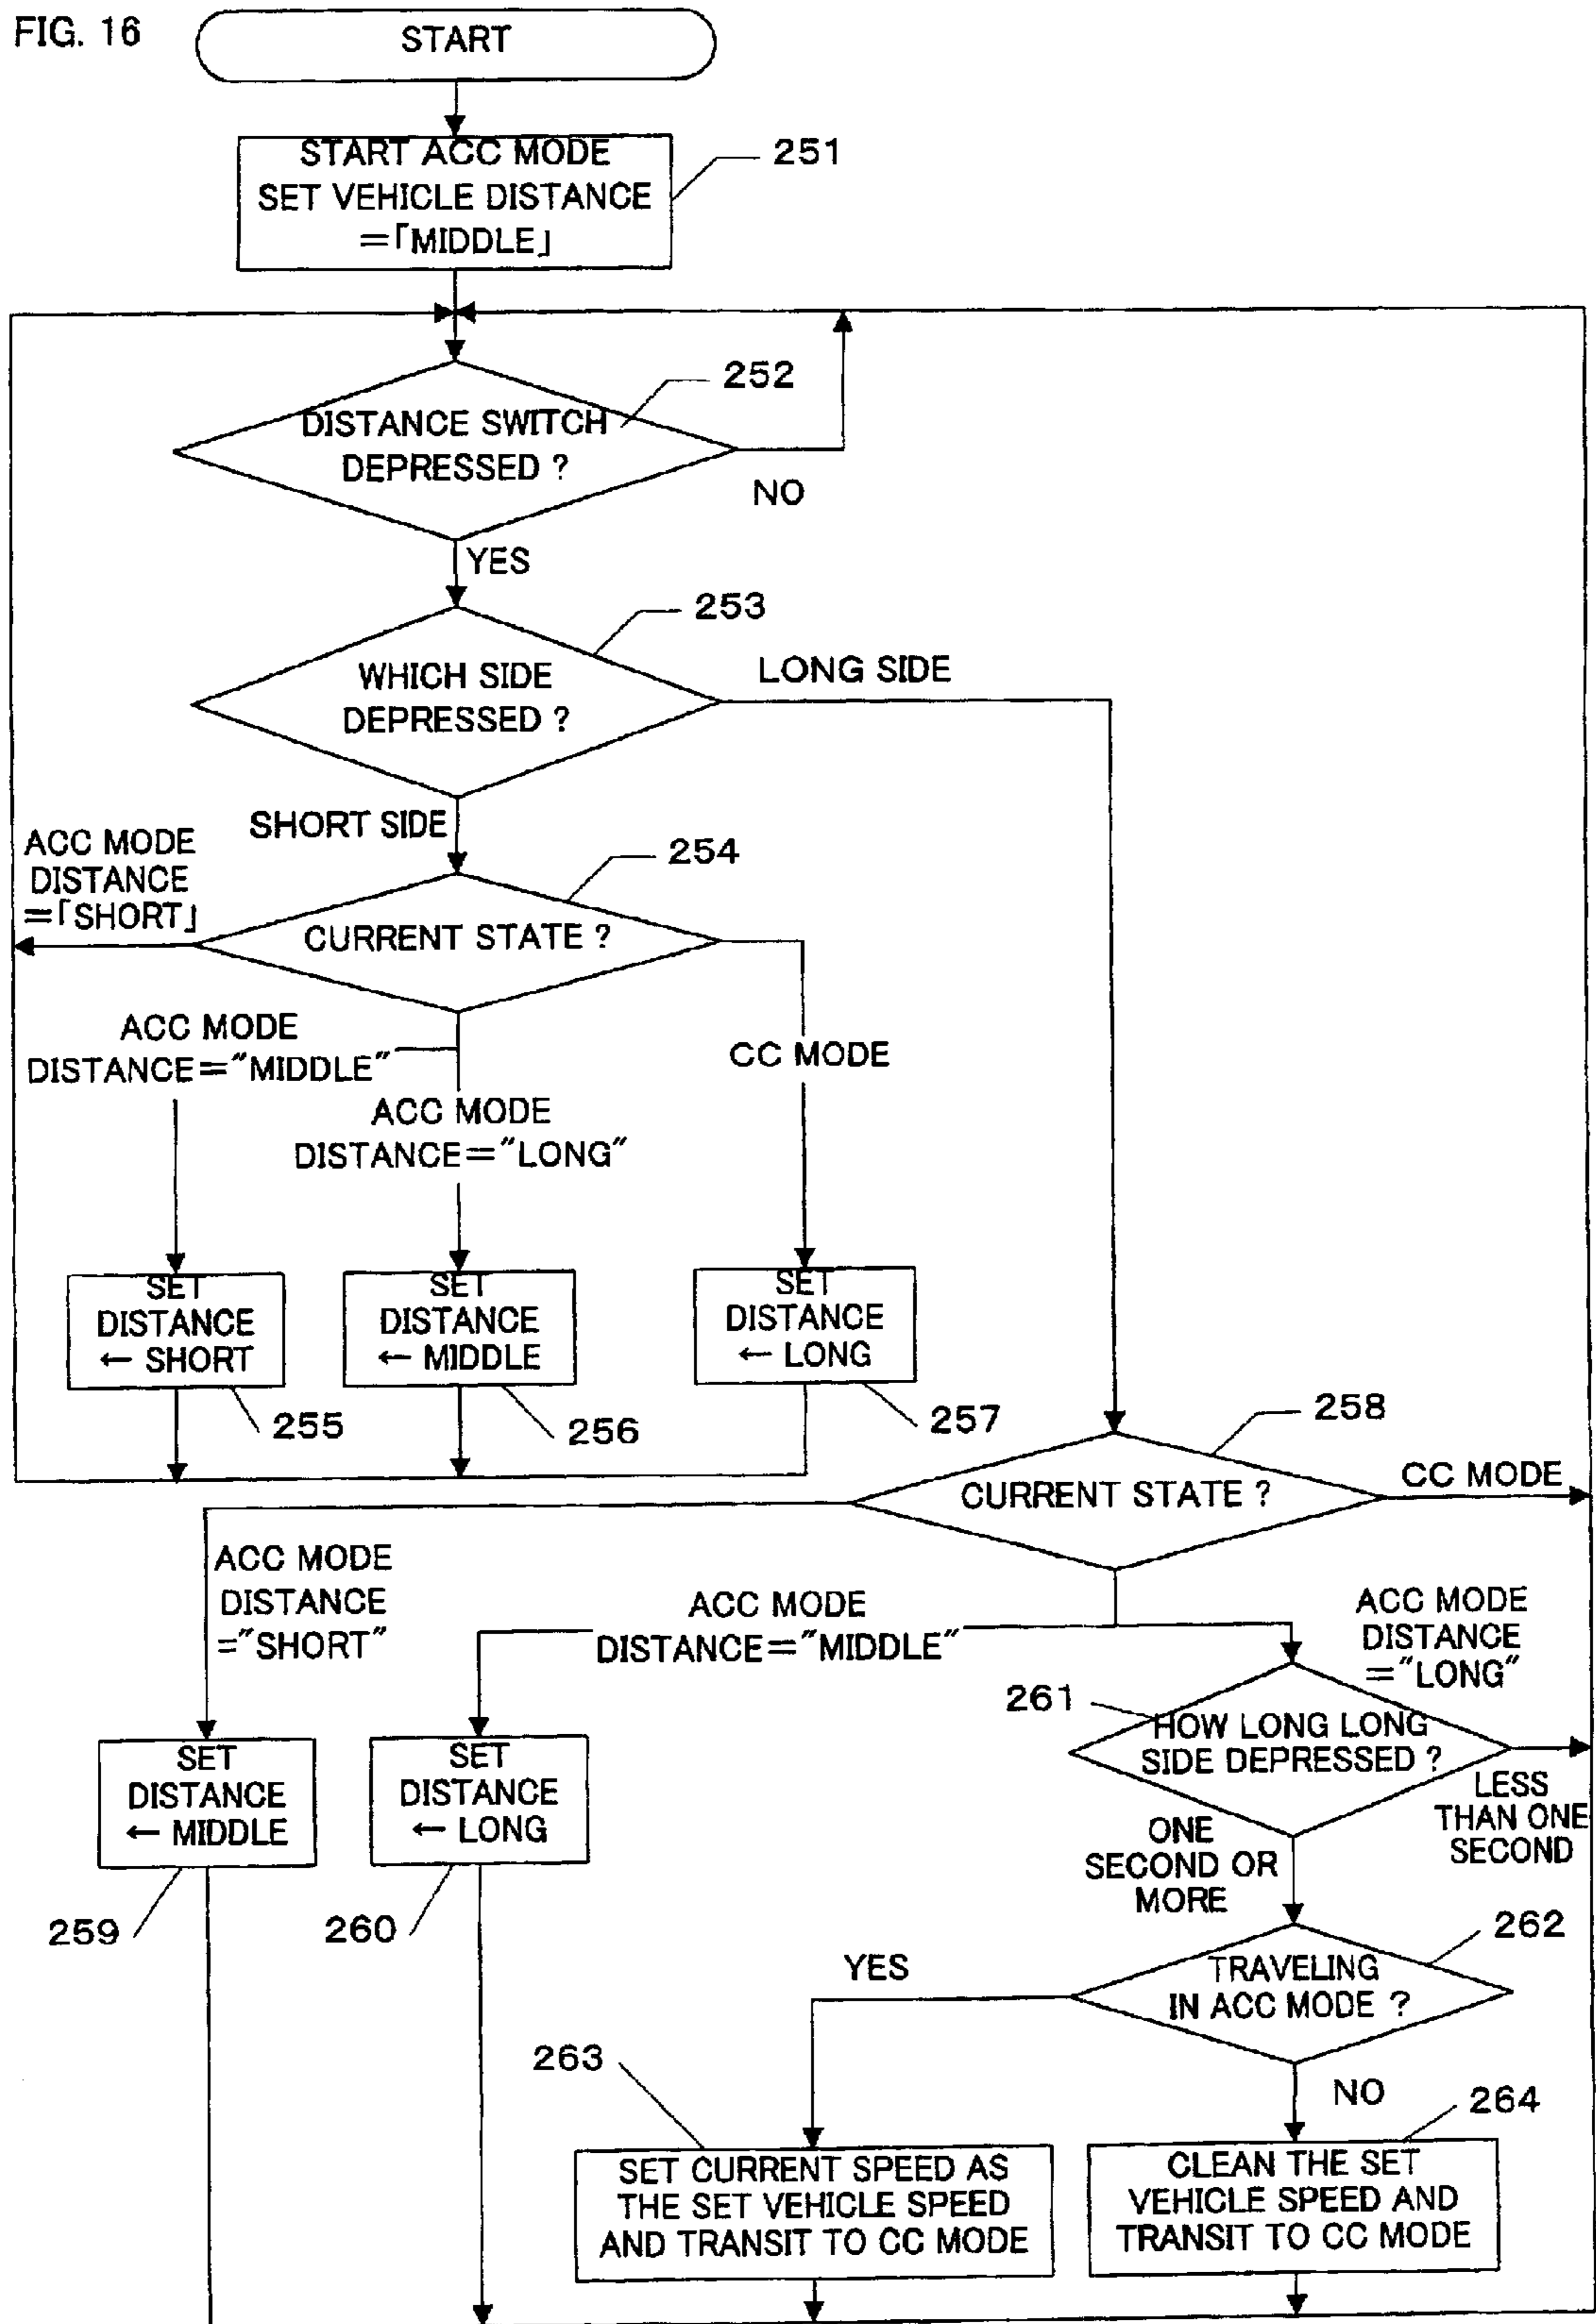 FIG. 16
START
START ACC MODE
SET VEHICLE DISTANCE
=「MIDDLE」
251
DISTANCE SWITCH
DEPRESSED ?
252
NO
YES
WHICH SIDE
DEPRESSED ?
253
LONG SIDE
SHORT SIDE
ACC MODE
DISTANCE
=「SHORT」
CURRENT STATE ?
254
ACC MODE
DISTANCE="MIDDLE"
ACC MODE
DISTANCE="LONG"
CC MODE
SET
DISTANCE
← SHORT
255
SET
DISTANCE
← MIDDLE
256
SET
DISTANCE
← LONG
257
258
CURRENT STATE ?
CC MODE
ACC MODE
DISTANCE
="SHORT"
ACC MODE
DISTANCE="MIDDLE"
ACC MODE
DISTANCE
="LONG"
261
HOW LONG LONG
SIDE DEPRESSED ?
LESS
THAN ONE
SECOND
ONE
SECOND OR
MORE
SET
DISTANCE
← MIDDLE
259
SET
DISTANCE
← LONG
260
262
TRAVELING
IN ACC MODE ?
YES
NO
263
SET CURRENT SPEED AS
THE SET VEHICLE SPEED
AND TRANSIT TO CC MODE
264
CLEAN THE SET
VEHICLE SPEED AND
TRANSIT TO CC MODE